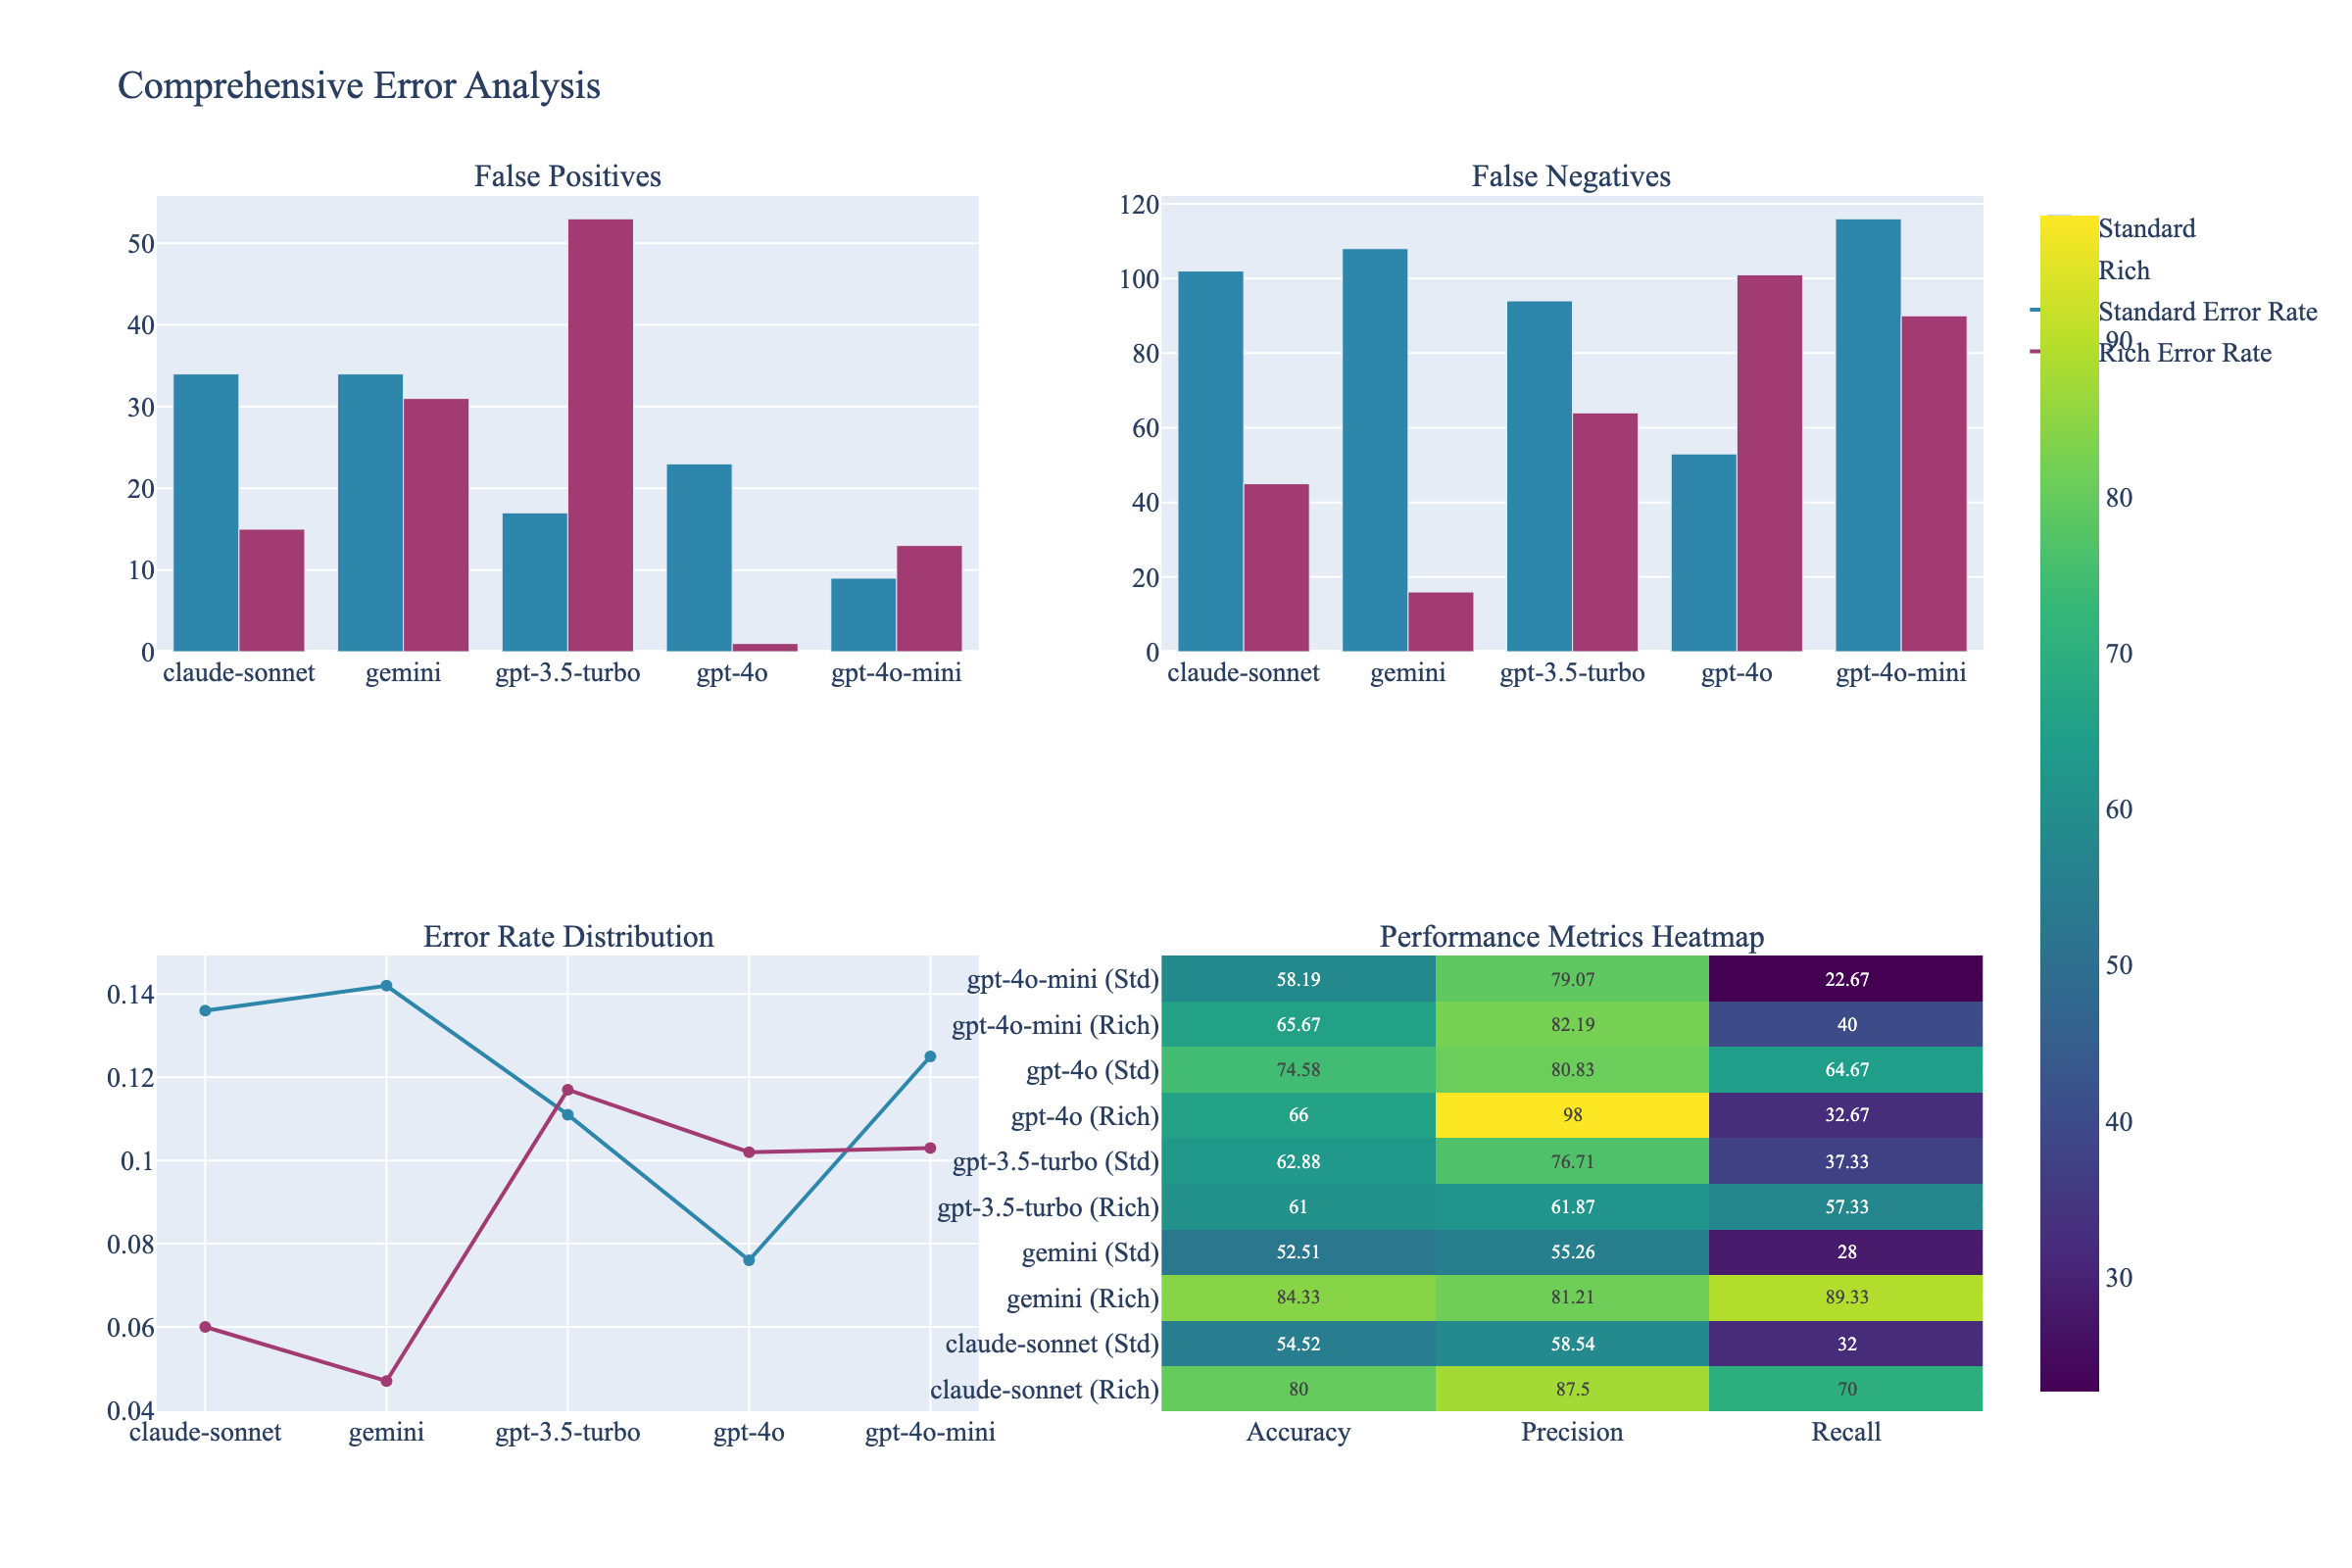 Comprehensive Error Analysis
False Positives
50
40
30
20
10
0
claude-sonnet gemini gpt-3.5-turbo gpt-4o gpt-4o-mini
False Negatives
120
100
80
60
40
20
0
claude-sonnet gemini gpt-3.5-turbo gpt-4o gpt-4o-mini
Standard
Rich
Standard Error Rate
Rich Error Rate
90
80
70
60
50
40
30
Error Rate Distribution
0.14
0.12
0.1
0.08
0.06
0.04
claude-sonnet gemini gpt-3.5-turbo gpt-4o gpt-4o-mini
Performance Metrics Heatmap
gpt-4o-mini (Std) 58.19 79.07 22.67
gpt-4o-mini (Rich) 65.67 82.19 40
gpt-4o (Std) 74.58 80.83 64.67
gpt-4o (Rich) 66 98 32.67
gpt-3.5-turbo (Std) 62.88 76.71 37.33
gpt-3.5-turbo (Rich) 61 61.87 57.33
gemini (Std) 52.51 55.26 28
gemini (Rich) 84.33 81.21 89.33
claude-sonnet (Std) 54.52 58.54 32
claude-sonnet (Rich) 80 87.5 70
Accuracy Precision Recall